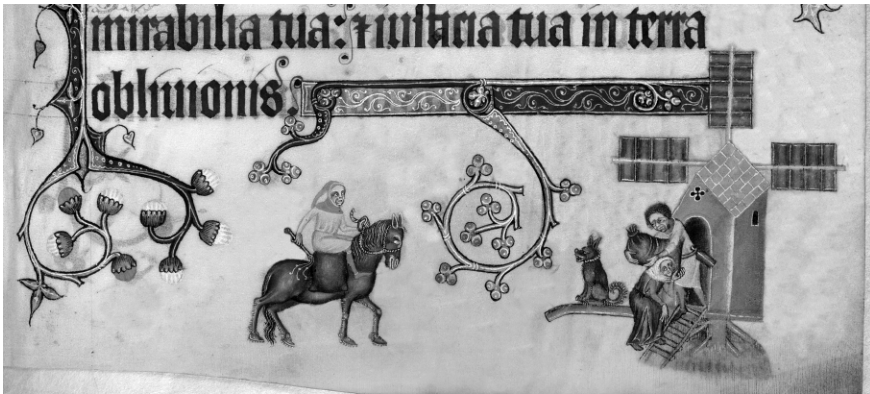 mirabilia tua: ⁊ iusticia tua in terra
obliuionis.